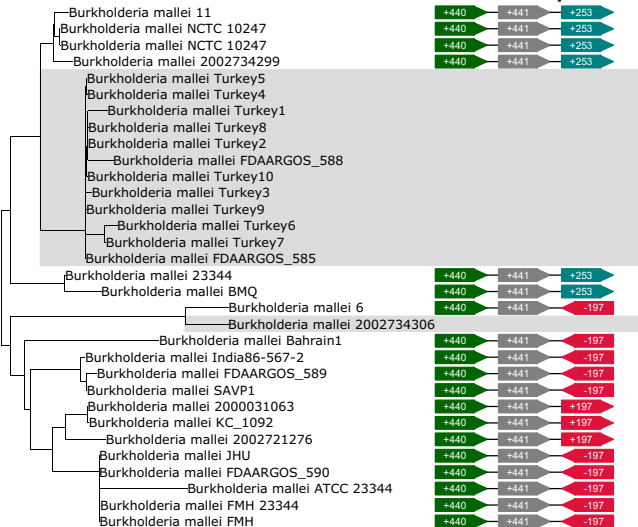 Burkholderia mallei 11 +440 +441 +253
Burkholderia mallei NCTC 10247 +440 +441 +253
Burkholderia mallei NCTC 10247 +440 +441 +253
Burkholderia mallei 2002734299 +440 +441 +253
Burkholderia mallei Turkey5
Burkholderia mallei Turkey4
Burkholderia mallei Turkey1
Burkholderia mallei Turkey8
Burkholderia mallei Turkey2
Burkholderia mallei FDAARGOS_588
Burkholderia mallei Turkey10
Burkholderia mallei Turkey3
Burkholderia mallei Turkey9
Burkholderia mallei Turkey6
Burkholderia mallei Turkey7
Burkholderia mallei FDAARGOS_585
Burkholderia mallei 23344 +440 +441 +253
Burkholderia mallei BMQ +440 +441 +253
Burkholderia mallei 6 +440 +441 -197
Burkholderia mallei 2002734306
Burkholderia mallei Bahrain1 +440 +441 -197
Burkholderia mallei India86-567-2 +440 +441 -197
Burkholderia mallei FDAARGOS_589 +440 +441 -197
Burkholderia mallei SAVP1 +440 +441 -197
Burkholderia mallei 2000031063 +440 +441 +197
Burkholderia mallei KC_1092 +440 +441 +197
Burkholderia mallei 2002721276 +440 +441 +197
Burkholderia mallei JHU +440 +441 -197
Burkholderia mallei FDAARGOS_590 +440 +441 -197
Burkholderia mallei ATCC 23344 +440 +441 -197
Burkholderia mallei FMH 23344 +440 +441 -197
Burkholderia mallei FMH +440 +441 -197